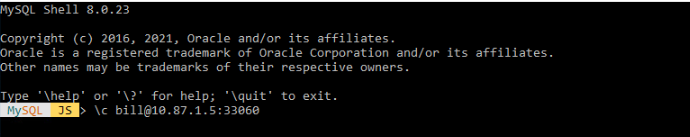 MySQL Shell 8.0.23
Copyright (c) 2016, 2021, Oracle and/or its affiliates.
Oracle is a registered trademark of Oracle Corporation and/or its affiliates.
Other names may be trademarks of their respective owners.
Type '\help' or '\?' for help; '\quit' to exit.
MySQL JS > \c bill@10.87.1.5:33060